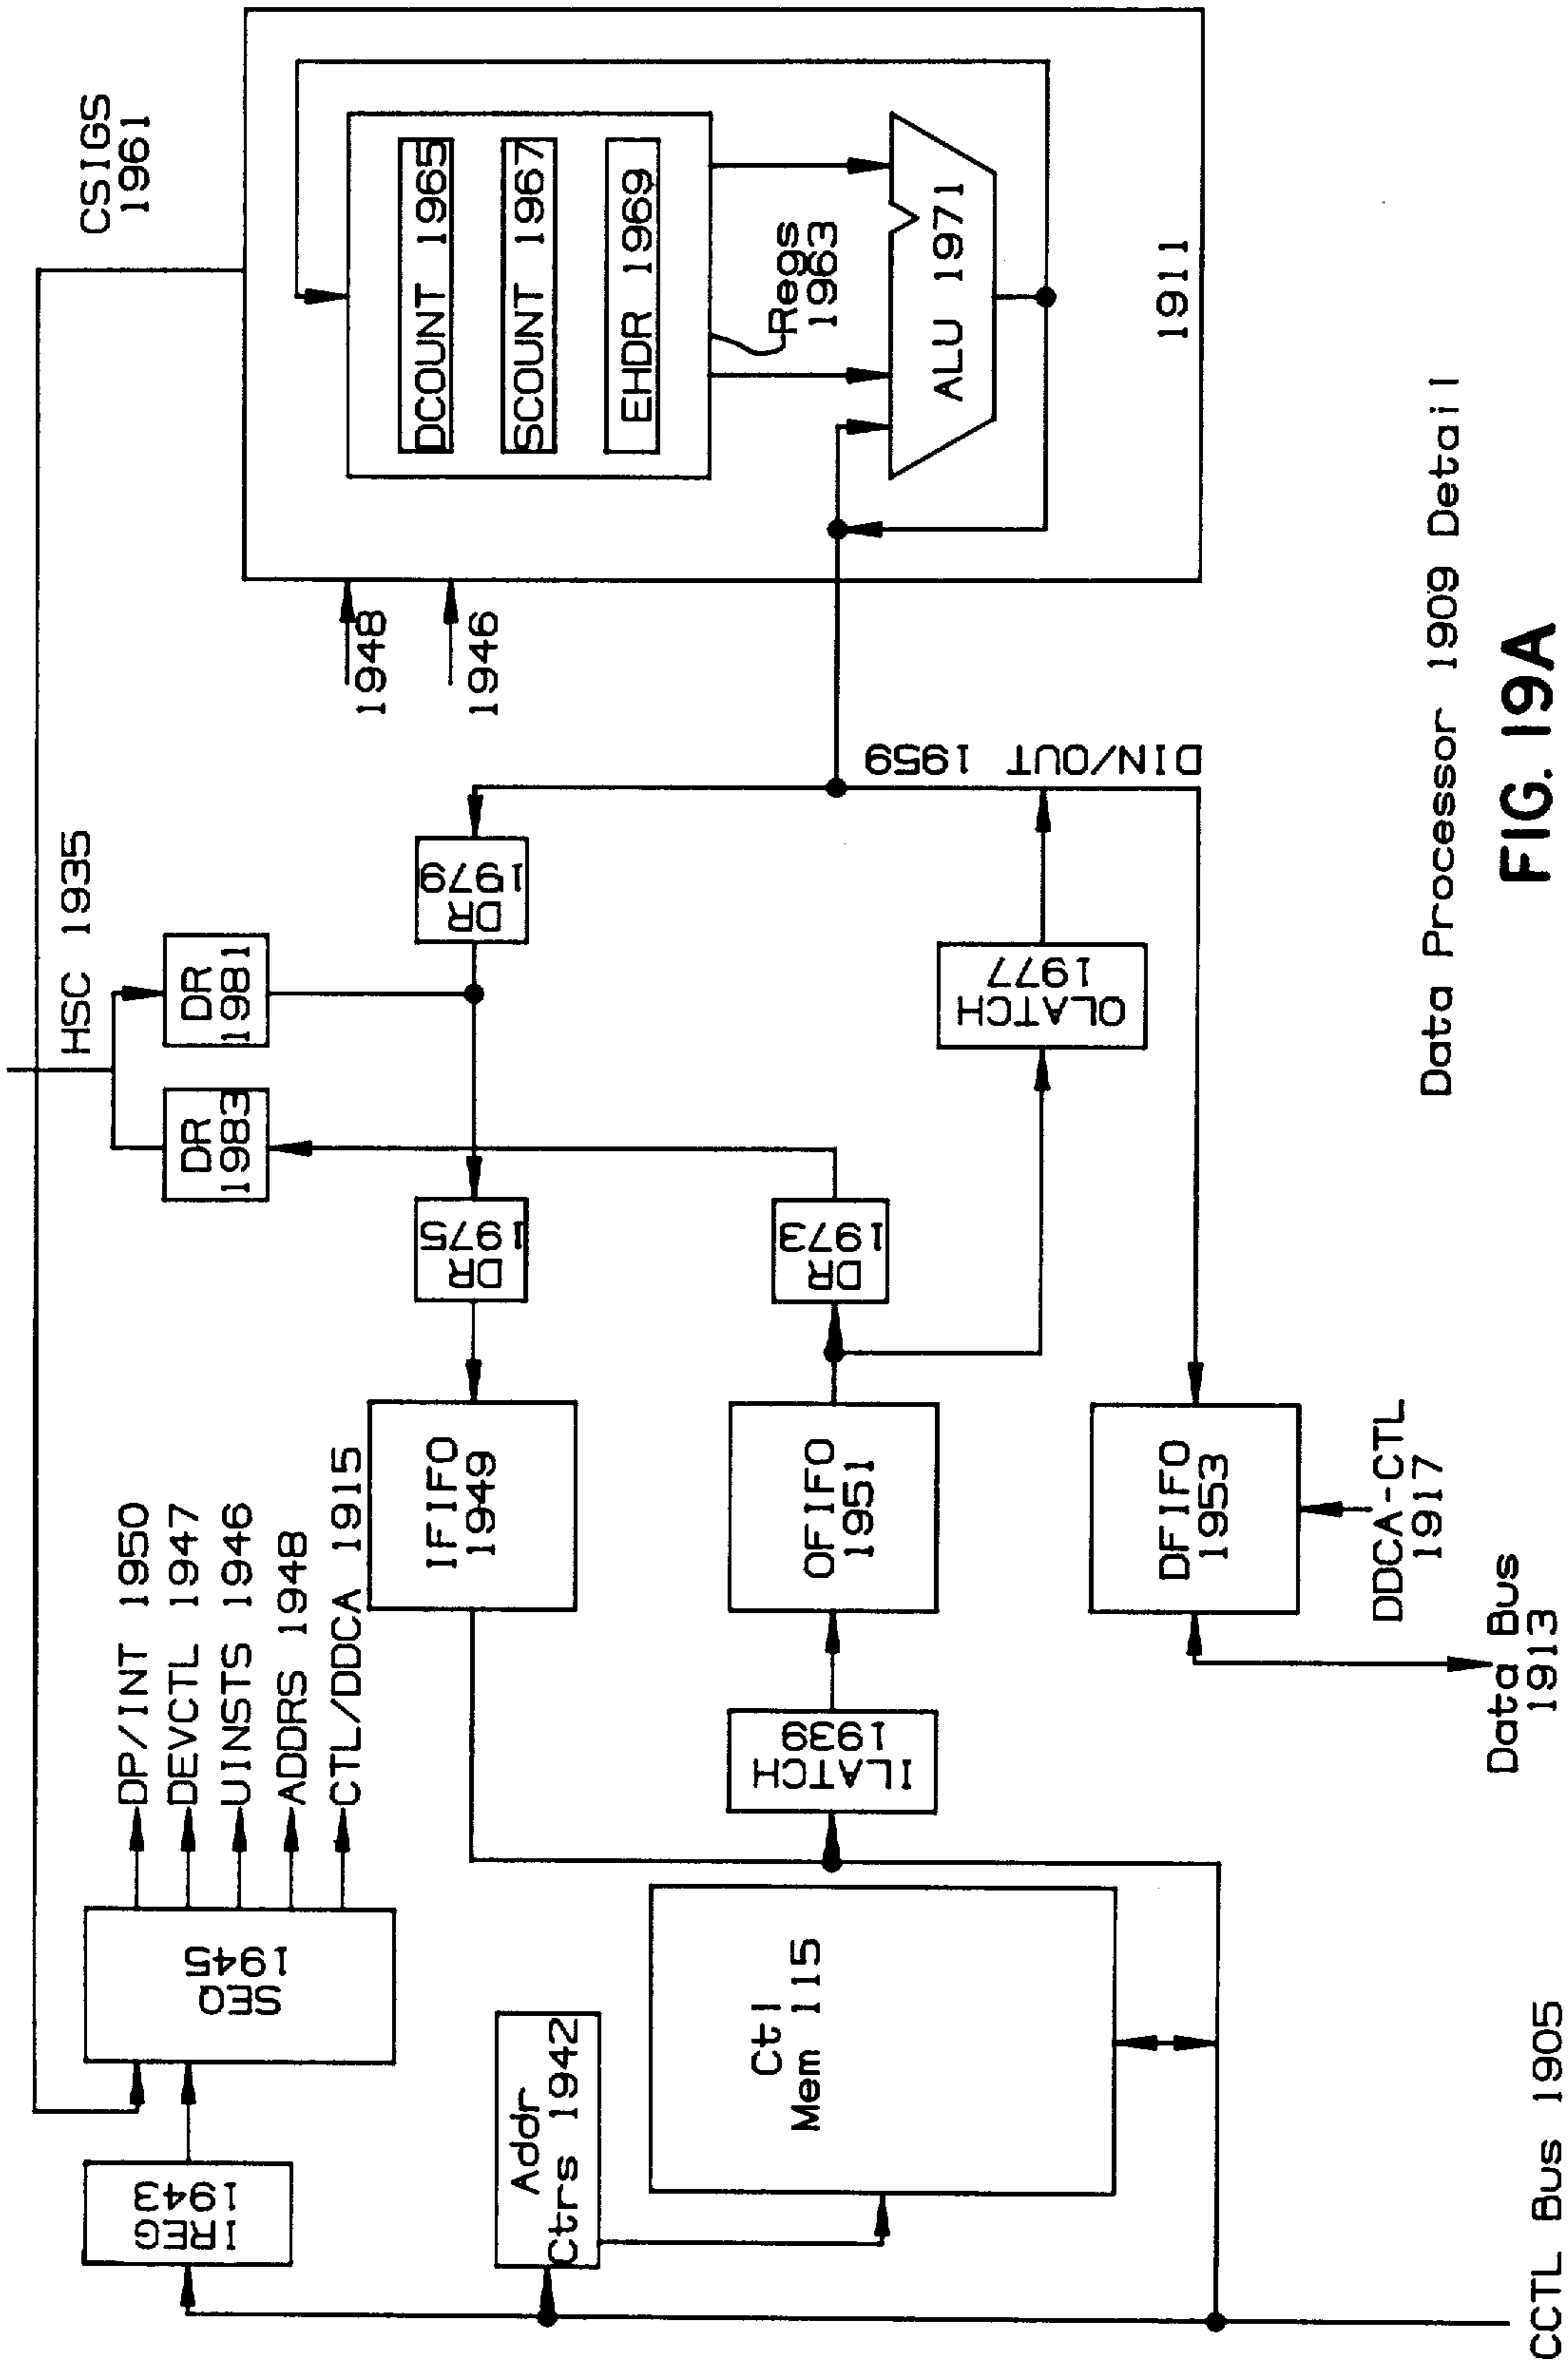 CSIGS
1961
HSC 1935
DCOUNT 1965
SCOUNT 1967
EHDR 1969
Regs
1963
ALU 1971
1911
1948
1946
DR
1981
DR
1983
DR
1979
DR
1975
DR
1973
OLATCH
1977
DIN/OUT 1959
DP/INT 1950
DEVCTL 1947
UINSTS 1946
ADDRS 1948
CTL/DDCA 1915
IFIFO
1949
OFIFO
1951
DFIFO
1953
DDCA-CTL
1917
Data Bus
1913
ILATCH
1939
SEQ
1945
IREG
1943
Addr
Ctrs 1942
Ctl
Mem 115
CCTL Bus 1905
Data Processor 1909 Detail
FIG. 19A